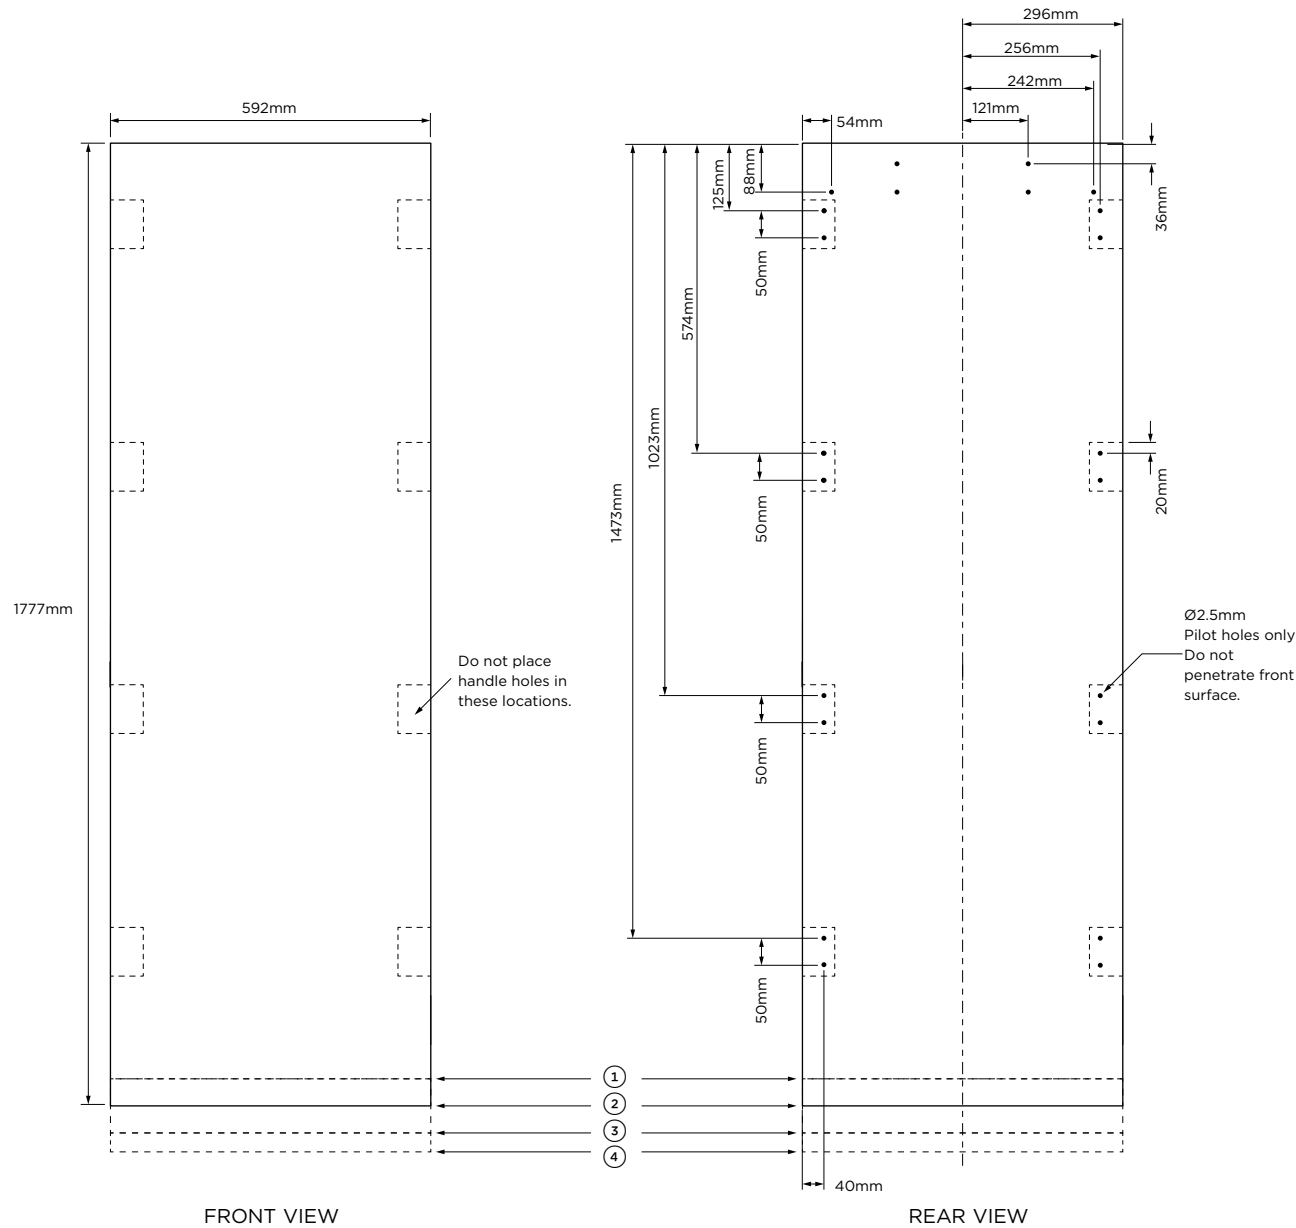 296mm
256mm
242mm
592mm
54mm
121mm
125mm
88mm
36mm
50mm
574mm
1023mm
1473mm
50mm
20mm
1777mm
Ø2.5mm
Pilot holes only
Do not
penetrate front
surface.
Do not place
handle holes in
these locations.
50mm
50mm
1
2
3
4
40mm
FRONT VIEW
REAR VIEW